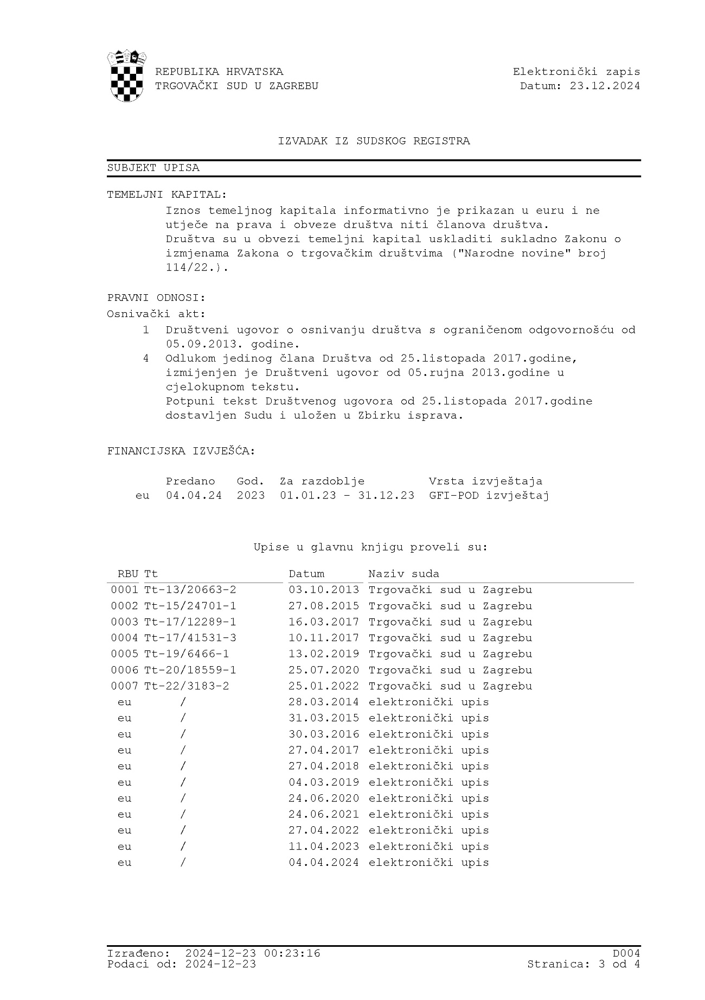 REPUBLIKA HRVATSKA
TRGOVAČKI SUD U ZAGREBU
Elektronički zapis
Datum: 23.12.2024
IZVADAK IZ SUDSKOG REGISTRA
SUBJEKT UPISA
TEMELJNI KAPITAL:
Iznos temeljnog kapitala informativno je prikazan u euru i ne
utječe na prava i obveze društva niti članova društva.
Društva su u obvezi temeljni kapital uskladiti sukladno Zakonu o
izmjenama Zakona o trgovačkim društvima ("Narodne novine" broj
114/22.).
PRAVNI ODNOSI:
Osnivački akt:
1 Društveni ugovor o osnivanju društva s ograničenom odgovornošću od
05.09.2013. godine.
4 Odlukom jedinog člana Društva od 25.listopada 2017.godine,
izmijenjen je Društveni ugovor od 05.rujna 2013.godine u
cjelokupnom tekstu.
Potpuni tekst Društvenog ugovora od 25.listopada 2017.godine
dostavljen Sudu i uložen u Zbirku isprava.
FINANCIJSKA IZVJEŠĆA:
Predano God. Za razdoblje Vrsta izvještaja
eu 04.04.24 2023 01.01.23 - 31.12.23 GFI-POD izvještaj
Upise u glavnu knjigu proveli su:
RBU Tt Datum Naziv suda
0001 Tt-13/20663-2 03.10.2013 Trgovački sud u Zagrebu
0002 Tt-15/24701-1 27.08.2015 Trgovački sud u Zagrebu
0003 Tt-17/12289-1 16.03.2017 Trgovački sud u Zagrebu
0004 Tt-17/41531-3 10.11.2017 Trgovački sud u Zagrebu
0005 Tt-19/6466-1 13.02.2019 Trgovački sud u Zagrebu
0006 Tt-20/18559-1 25.07.2020 Trgovački sud u Zagrebu
0007 Tt-22/3183-2 25.01.2022 Trgovački sud u Zagrebu
eu / 28.03.2014 elektronički upis
eu / 31.03.2015 elektronički upis
eu / 30.03.2016 elektronički upis
eu / 27.04.2017 elektronički upis
eu / 27.04.2018 elektronički upis
eu / 04.03.2019 elektronički upis
eu / 24.06.2020 elektronički upis
eu / 24.06.2021 elektronički upis
eu / 27.04.2022 elektronički upis
eu / 11.04.2023 elektronički upis
eu / 04.04.2024 elektronički upis
Izrađeno: 2024-12-23 00:23:16 D004
Podaci od: 2024-12-23 Stranica: 3 od 4